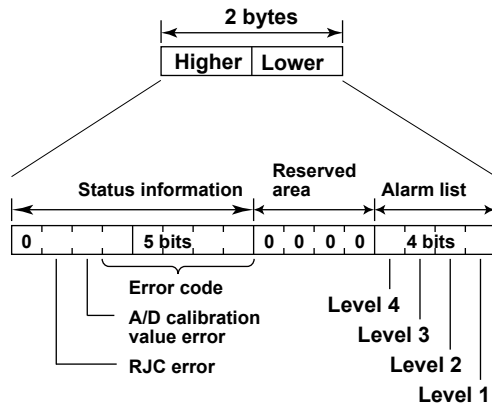 2 bytes
Higher Lower
Reserved
Status information area Alarm list
0 5 bits 0 0 0 0 4 bits
Error code
A/D calibration
value error
RJC error
Level 4
Level 3
Level 2
Level 1